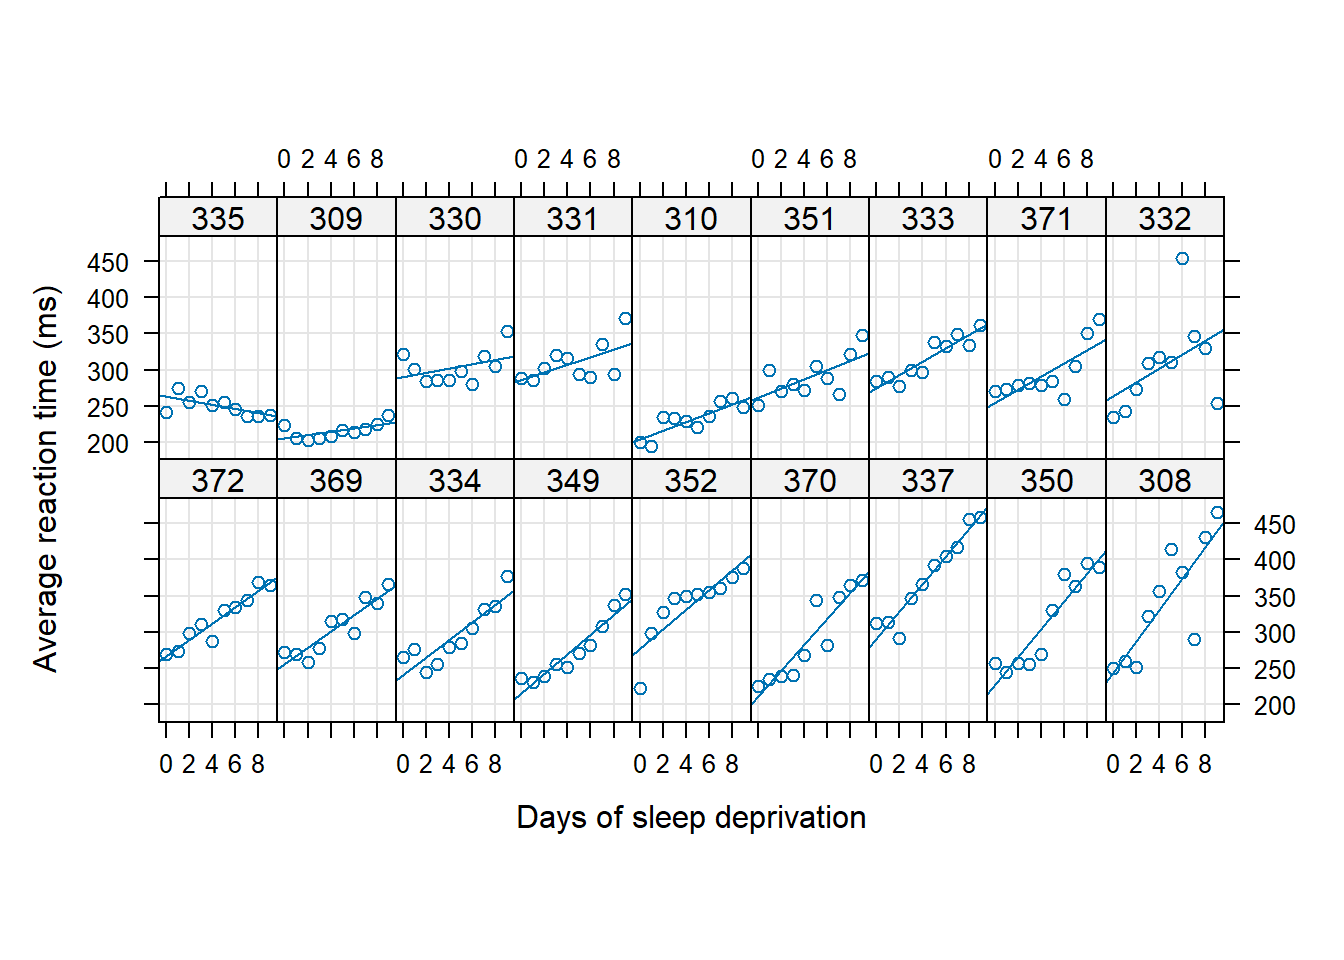 0 2 4 6 8 0 2 4 6 8 0 2 4 6 8 0 2 4 6 8
335 309 330 331 310 351 333 371 332
450
400
350
300
250
200
372 369 334 349 352 370 337 350 308
450
400
350
300
250
200
0 2 4 6 8 0 2 4 6 8 0 2 4 6 8 0 2 4 6 8 0 2 4 6 8
Days of sleep deprivation
Average reaction time (ms)